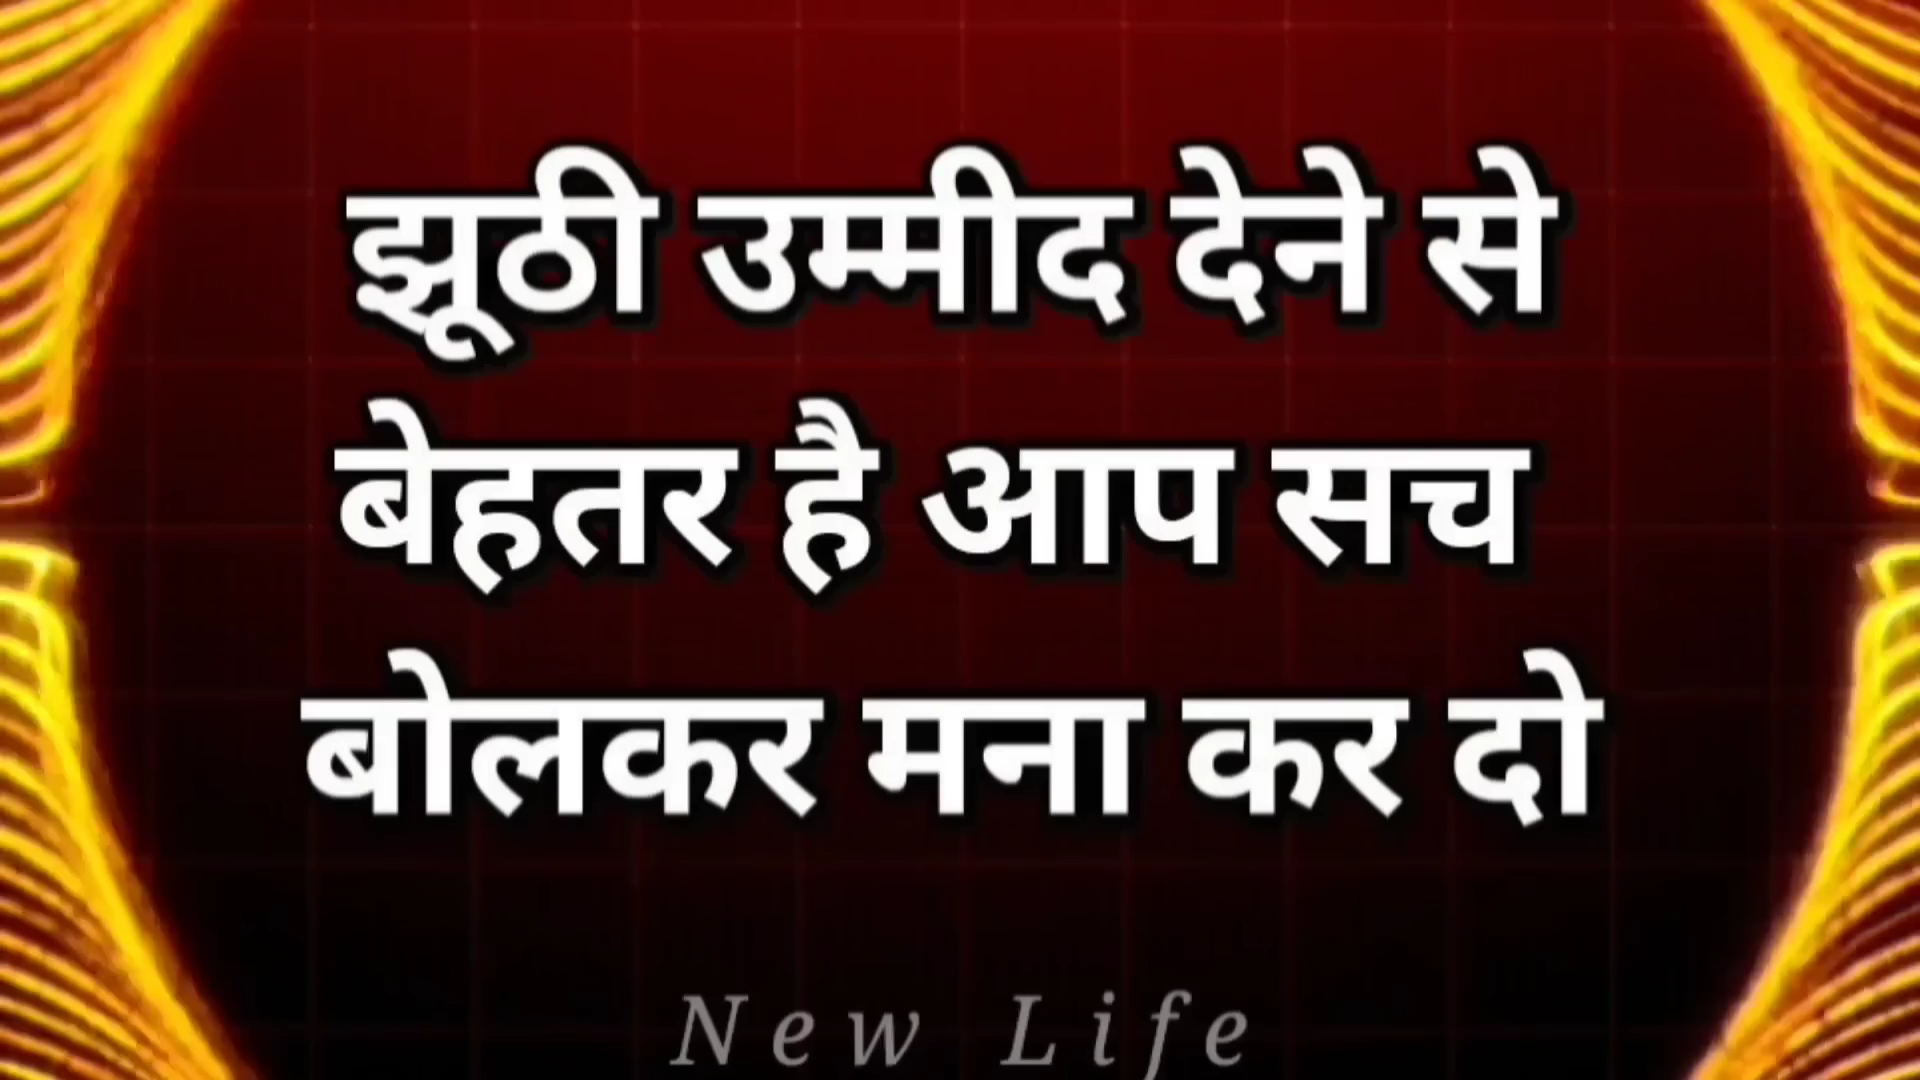 झूठी उम्मीद देने से
बेहतर है आप सच
बोलकर मना कर दो
New Life